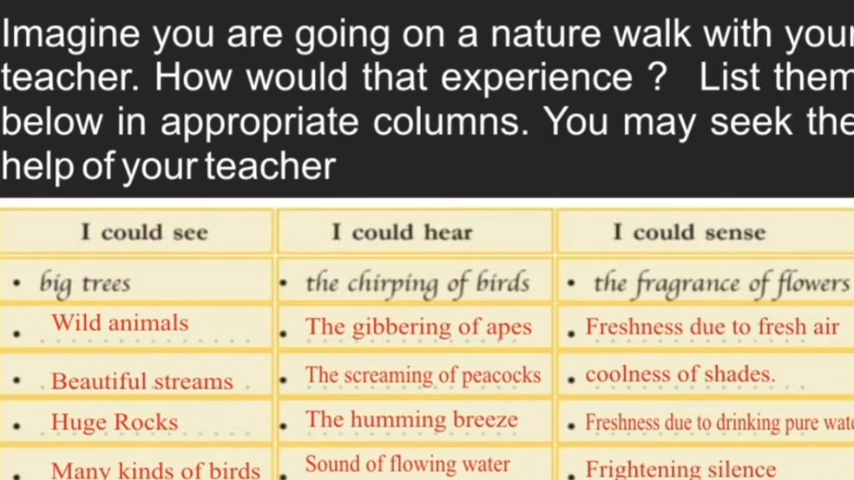 Imagine you are going on a nature walk with your
teacher. How would that experience ? List them
below in appropriate columns. You may seek the
help of your teacher
I could see I could hear I could sense
• big trees • the chirping of birds • the fragrance of flowers
• Wild animals • The gibbering of apes • Freshness due to fresh air
• Beautiful streams • The screaming of peacocks • coolness of shades.
• Huge Rocks • The humming breeze • Freshness due to drinking pure wate
• Many kinds of birds • Sound of flowing water • Frightening silence